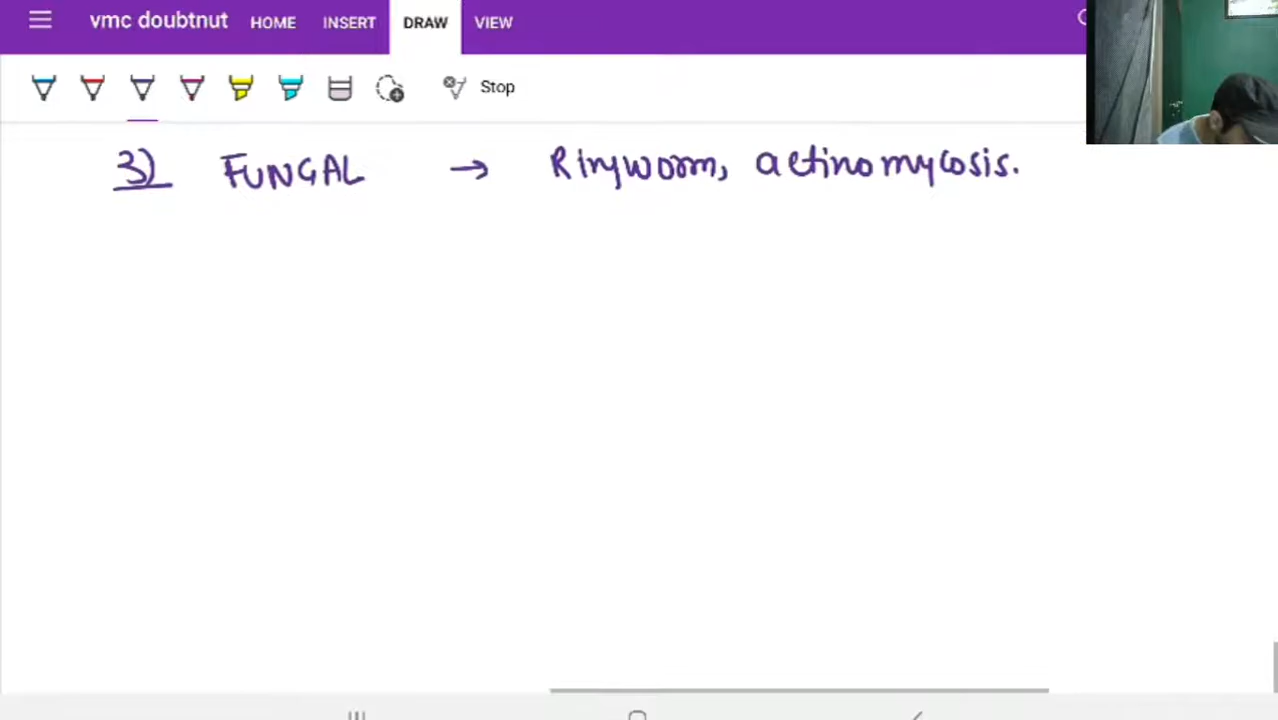 vmc doubtnut HOME INSERT DRAW VIEW
Stop
3) FUNGAL → Ringworm, actinomycosis.